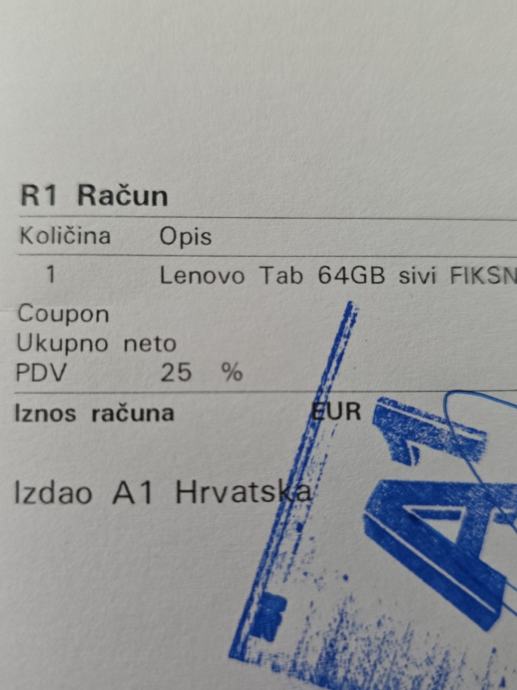 R1 Račun
Količina Opis
1 Lenovo Tab 64GB sivi FIKSN
Coupon
Ukupno neto
PDV 25 %
Iznos računa EUR
Izdao A1 Hrvatska
A1